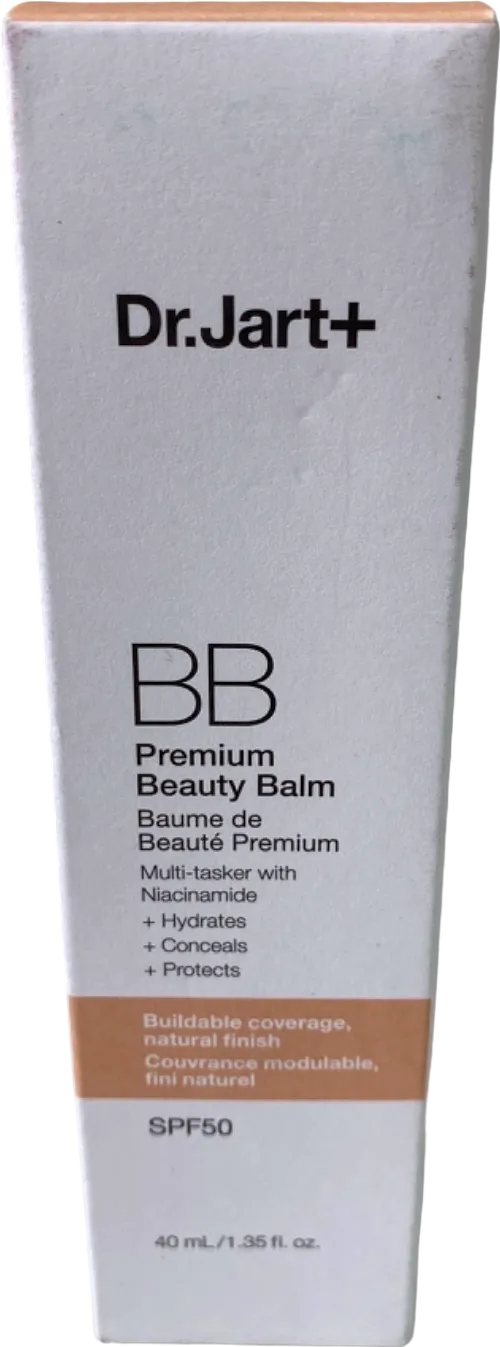 Dr.Jart+
BB
Premium
Beauty Balm
Baume de
Beauté Premium
Multi-tasker with
Niacinamide
+ Hydrates
+ Conceals
+ Protects
Buildable coverage,
natural finish
Couvrance modulable,
fini naturel
SPF50
40 mL/1.35 fl. oz.